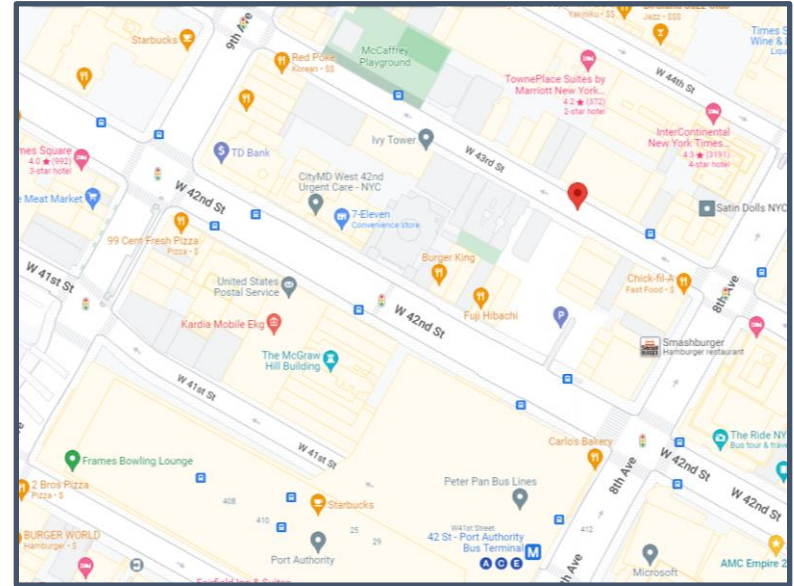 Yakiniku - $$
Jazz - $$$
Times S
Wine &
Starbucks
9th Ave
Red Poke
Korean - $$
McCaffrey
Playground
W 44th St
TownePlace Suites by
Marriott New York...
4.2 ★ (372)
2-star hotel
InterContinental
New York Times...
4.3 ★ (3191)
4-star hotel
Ivy Tower
W 43rd St
mes Square
4.0 ★ (992)
3-star hotel
$ TD Bank
CityMD West 42nd
Urgent Care - NYC
e Meat Market
W 42nd St
7-Eleven
Convenience store
Satin Dolls NYC
99 Cent Fresh Pizza
Pizza - $
W 41st St
Burger King
Chick-fil-A
Fast Food - $
8th Ave
United States
Postal Service
Fuji Hibachi
P
W 42nd St
Kardia Mobile Ekg
Smashburger
Hamburger restaurant
The McGraw
Hill Building
W 41st St
Carlo's Bakery
The Ride NY
Bus tour & trav
W 41st St
W 42nd St
Frames Bowling Lounge
8th Ave
Peter Pan Bus Lines
W 42nd St
2 Bros Pizza
Pizza - $
408
Starbucks
410
25
29
W41st Street
412
42 St - Port Authority
Bus Terminal
M
A C E
BURGER WORLD
Hamburger - $
Port Authority
Microsoft
AMC Empire 2
th Ave